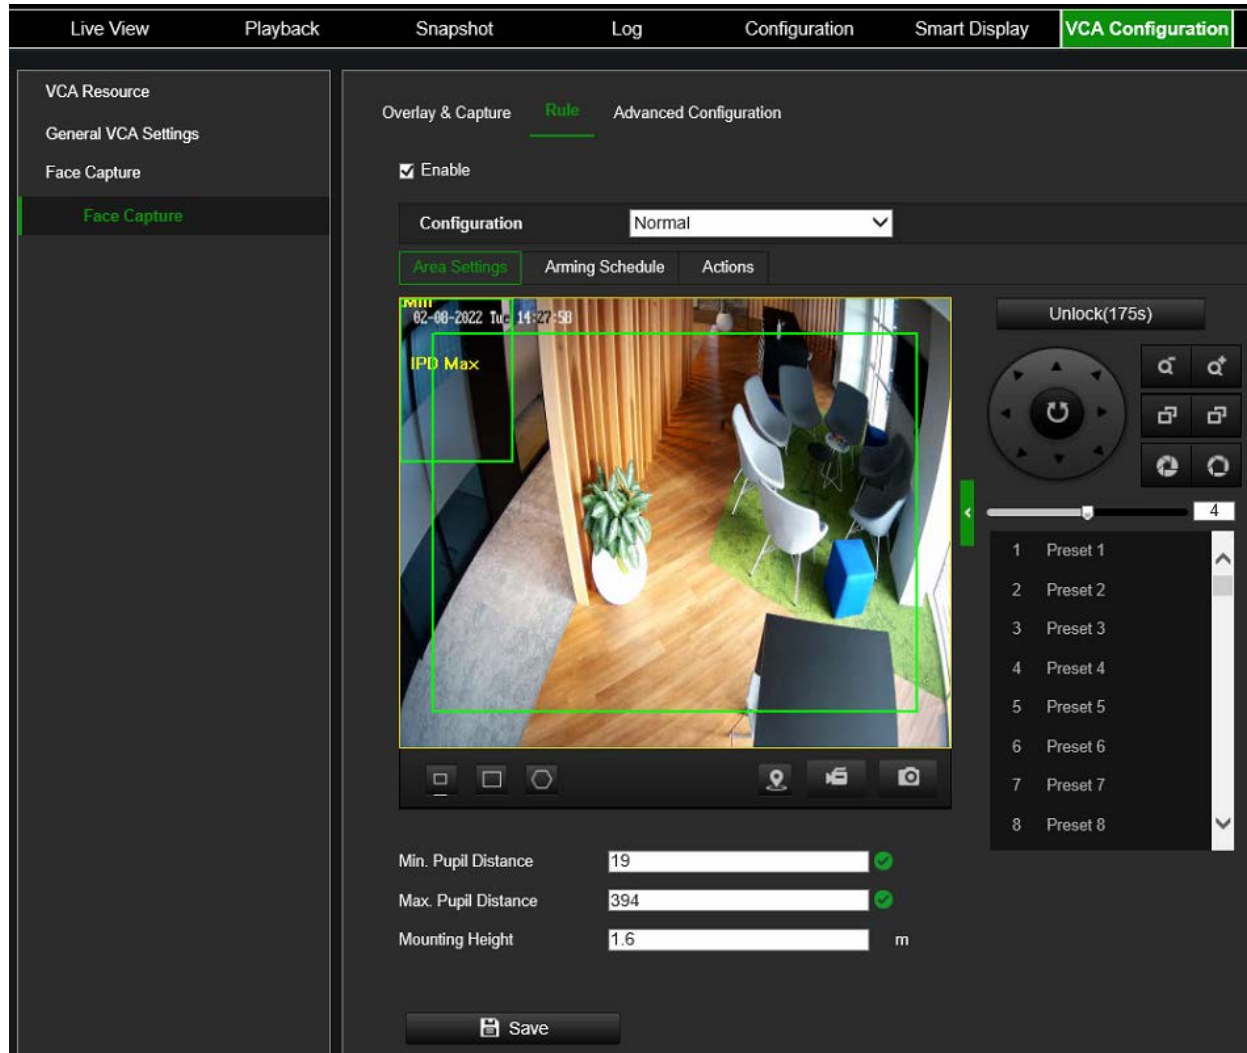 Live View Playback Snapshot Log Configuration Smart Display VCA Configuration
VCA Resource
General VCA Settings
Face Capture
Face Capture
Overlay & Capture Rule Advanced Configuration
Enable
Configuration Normal
Area Settings Arming Schedule Actions
Min
02-08-2022 Tue 14:27:58
IPD Max
Unlock(175s)
4
1 Preset 1
2 Preset 2
3 Preset 3
4 Preset 4
5 Preset 5
6 Preset 6
7 Preset 7
8 Preset 8
Min. Pupil Distance 19
Max. Pupil Distance 394
Mounting Height 1.6 m
Save